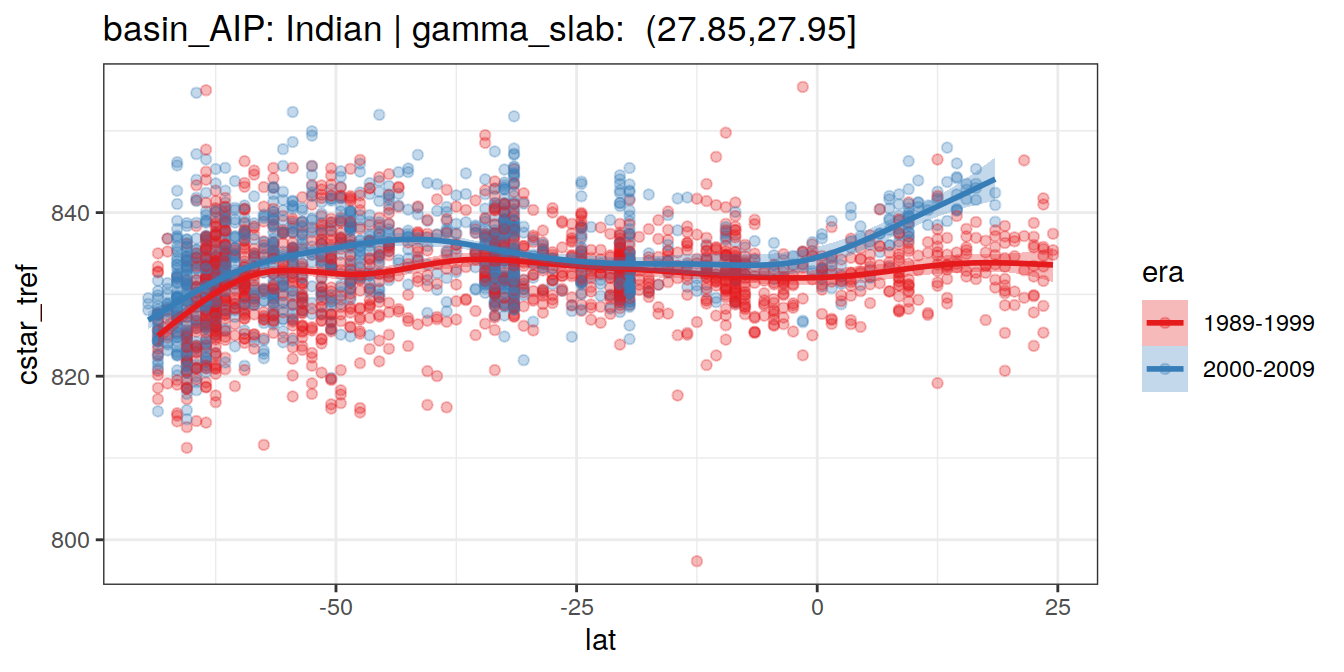 basin_AIP: Indian | gamma_slab:  (27.85,27.95]
cstar_tref
840
820
800
-50
-25
0
25
lat
era
1989-1999
2000-2009